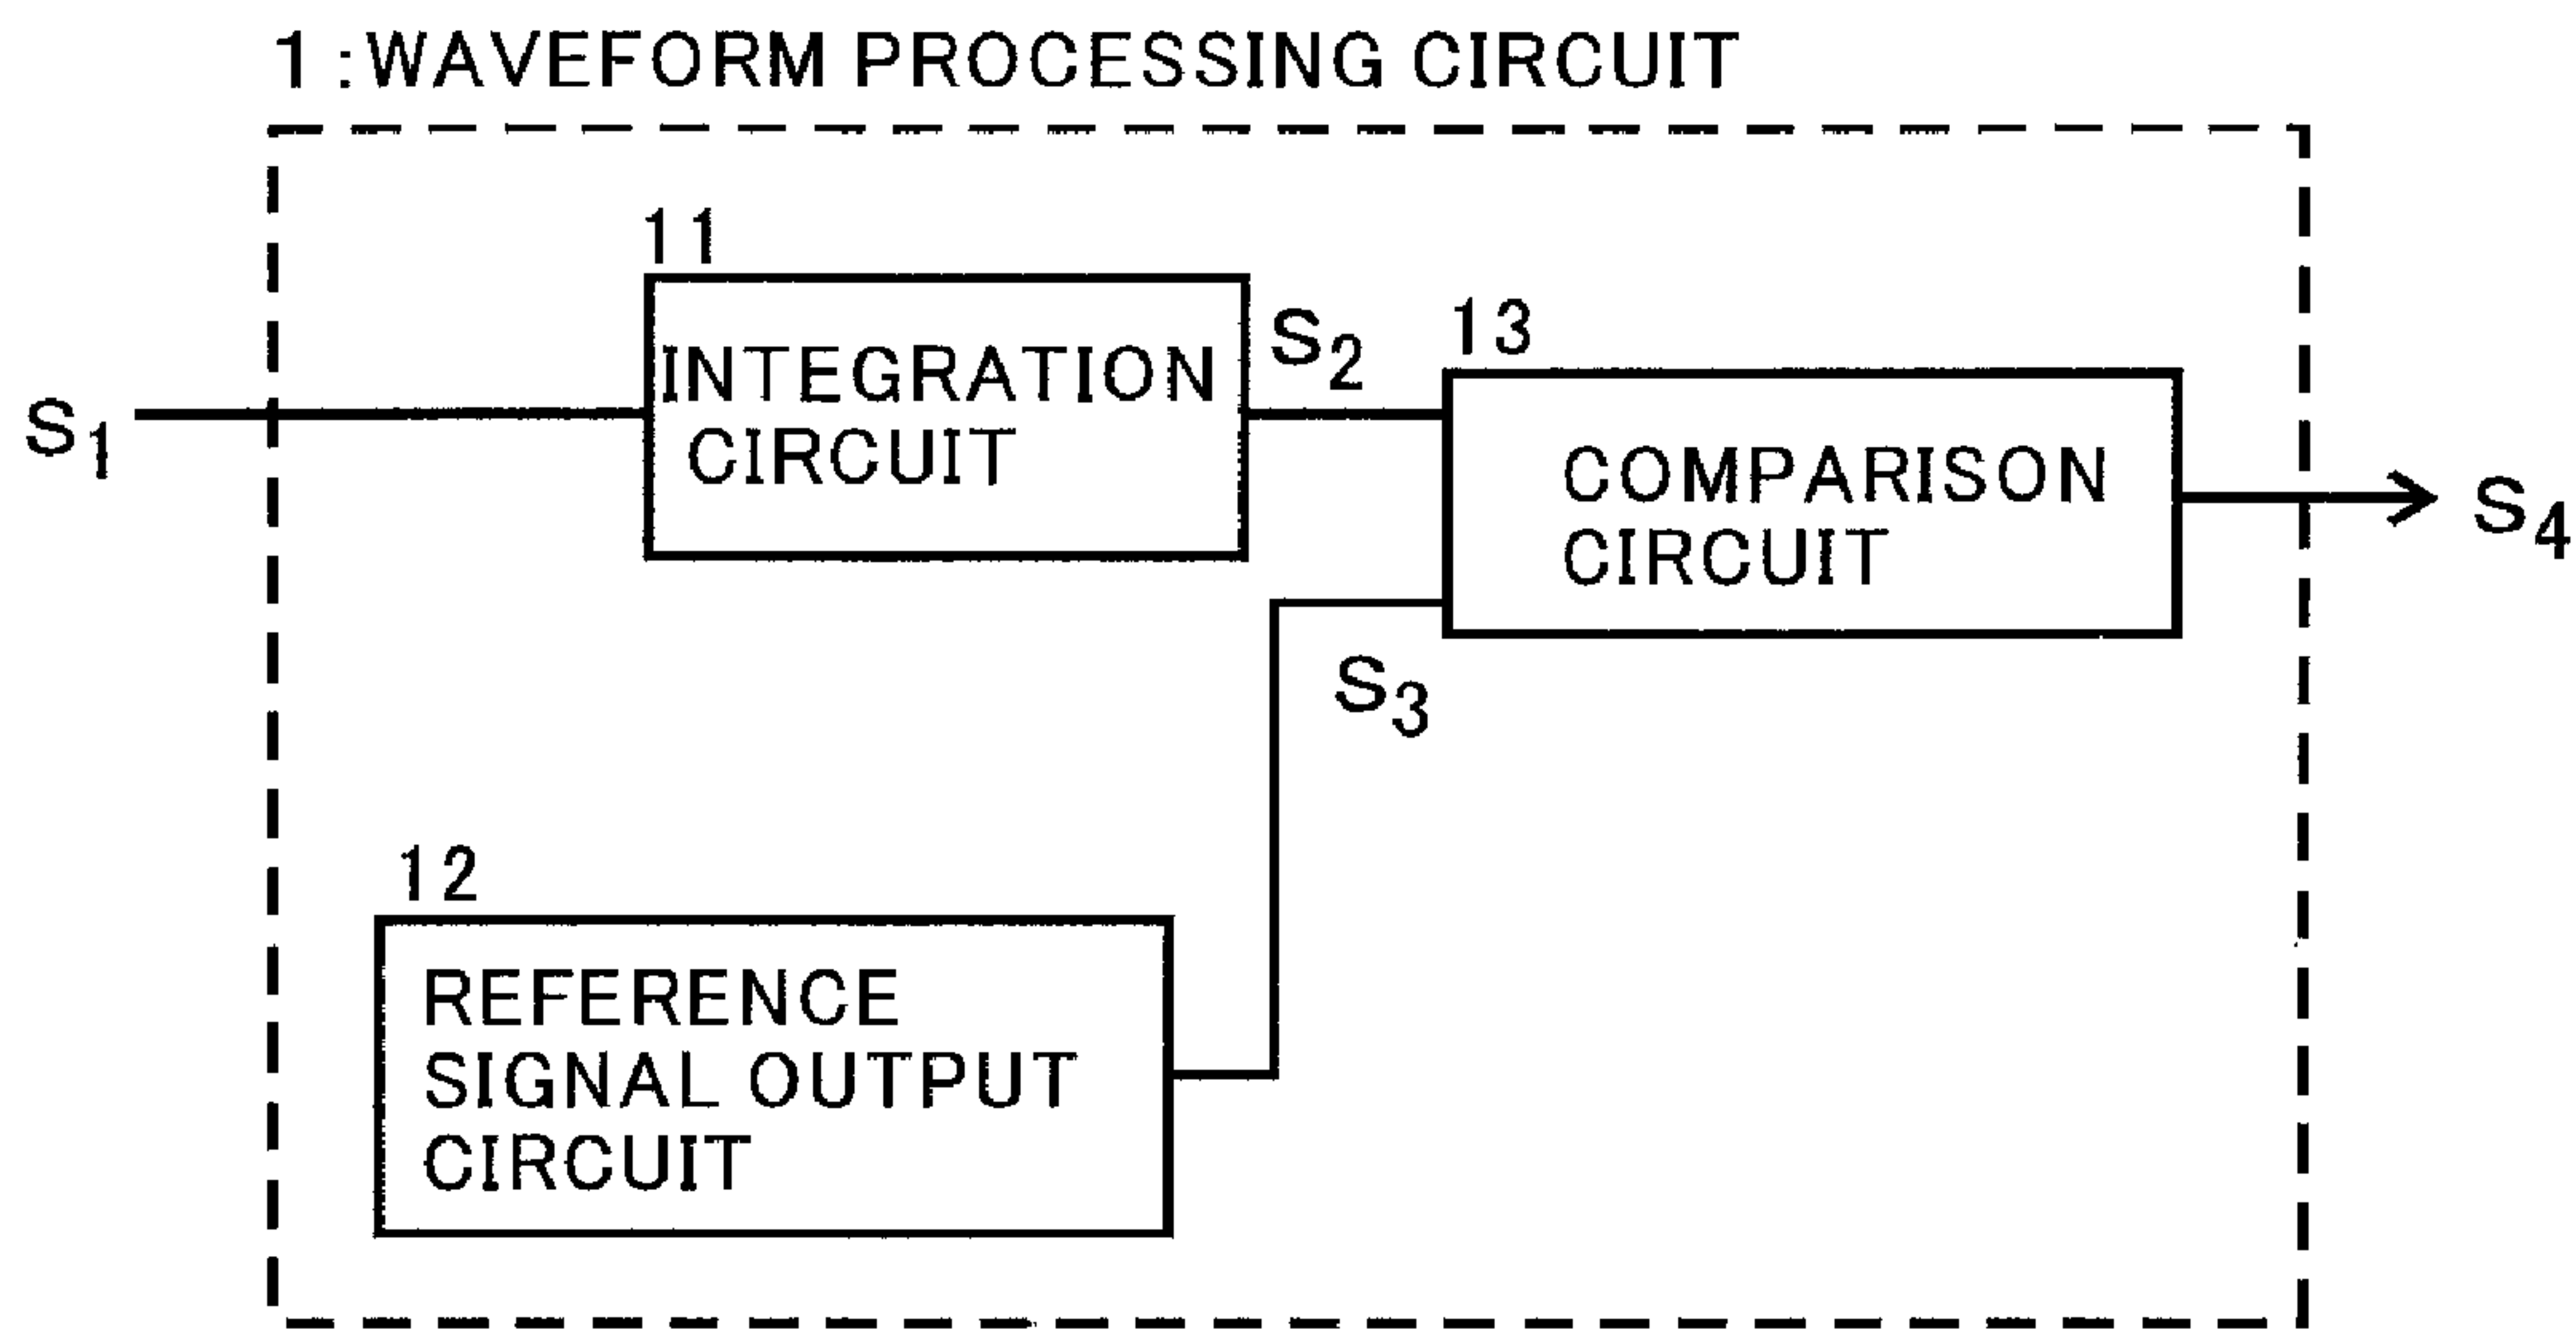 1:WAVEFORM PROCESSING CIRCUIT
11
INTEGRATION
CIRCUIT
S1
S2
13
COMPARISON
CIRCUIT
S4
S3
12
REFERENCE
SIGNAL OUTPUT
CIRCUIT